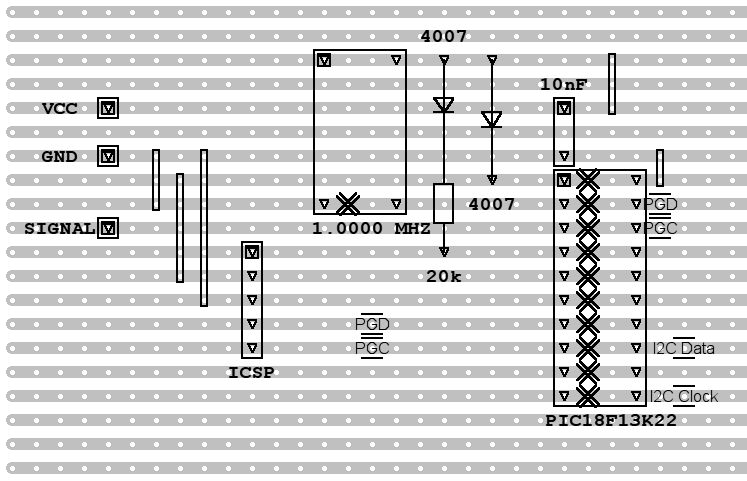 4007
10nF
VCC
GND
4007
PGD
SIGNAL
1.0000 MHZ
PGC
20k
PGD
PGC
I2C Data
ICSP
I2C Clock
PIC18F13K22